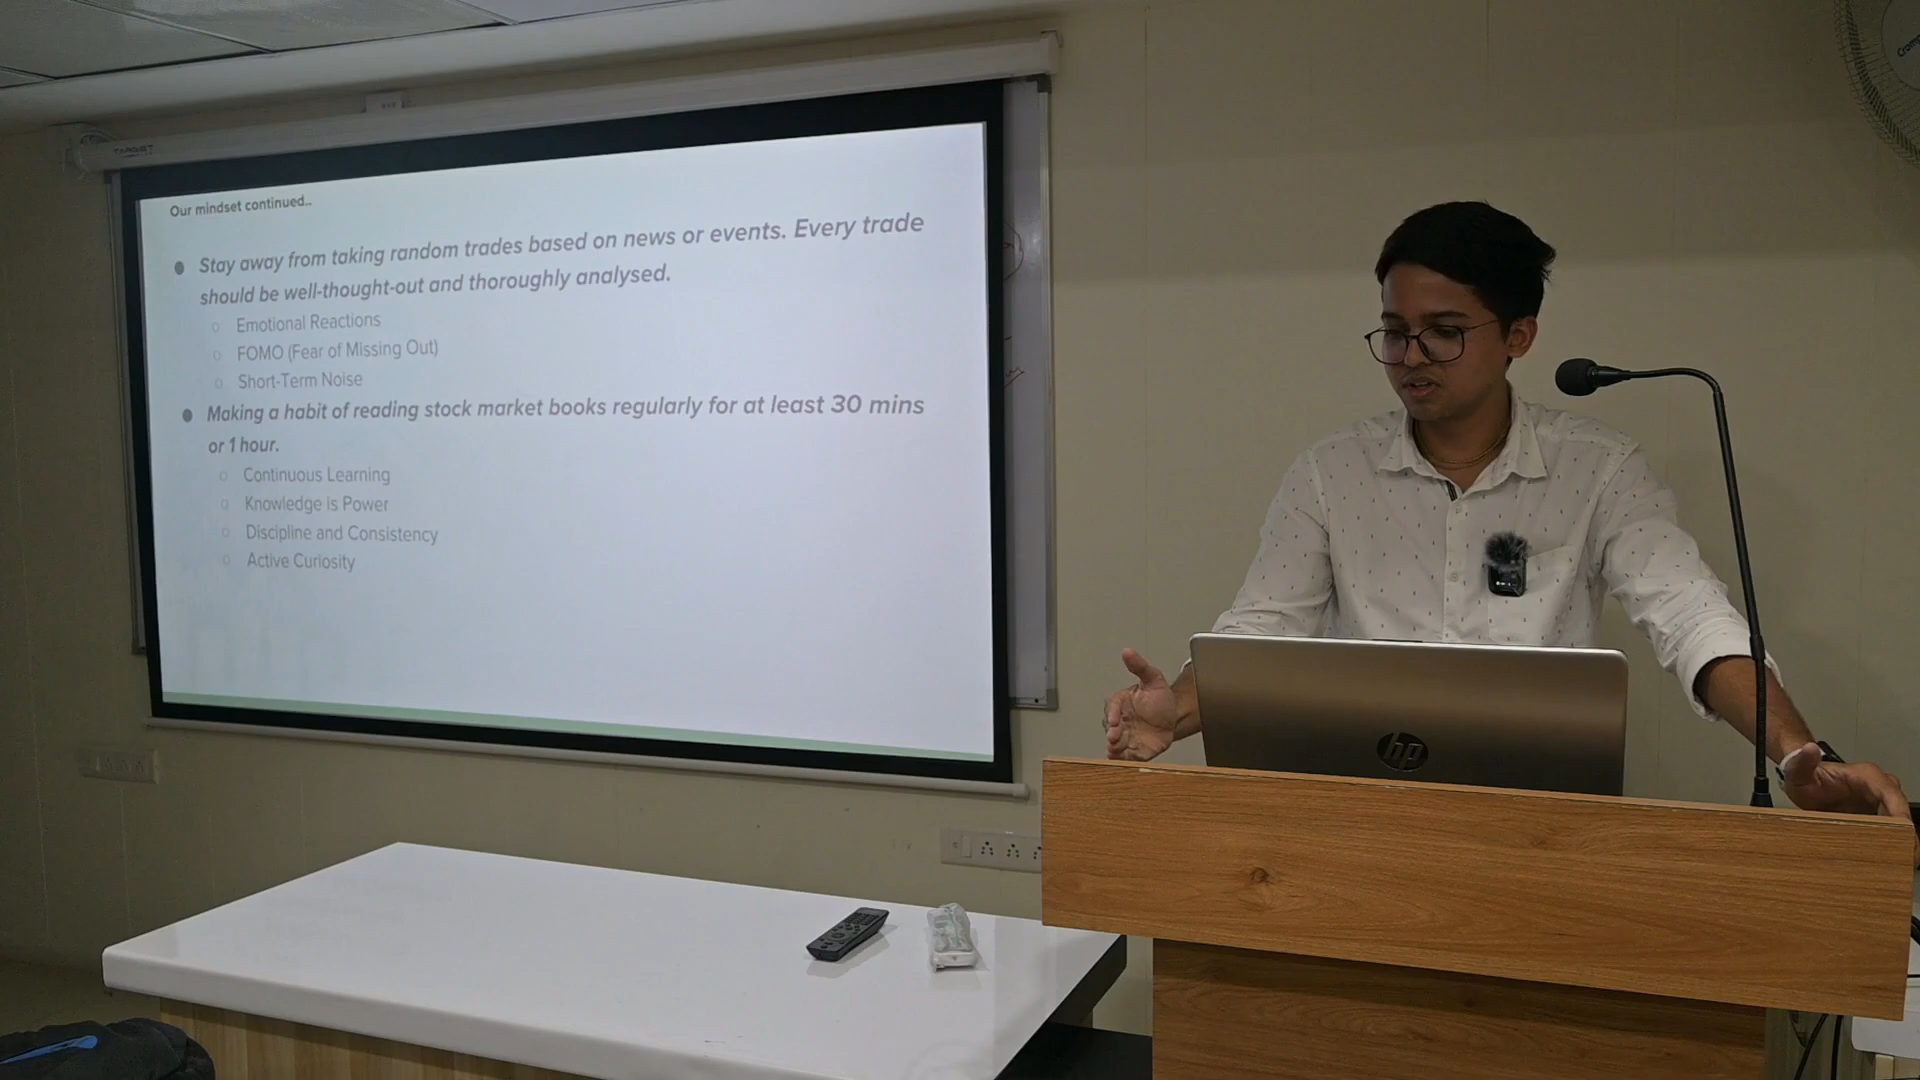 Our mindset continued..
● Stay away from taking random trades based on news or events. Every trade
should be well-thought-out and thoroughly analysed.
○ Emotional Reactions
○ FOMO (Fear of Missing Out)
○ Short-Term Noise
● Making a habit of reading stock market books regularly for at least 30 mins
or 1 hour.
○ Continuous Learning
○ Knowledge is Power
○ Discipline and Consistency
○ Active Curiosity
hp